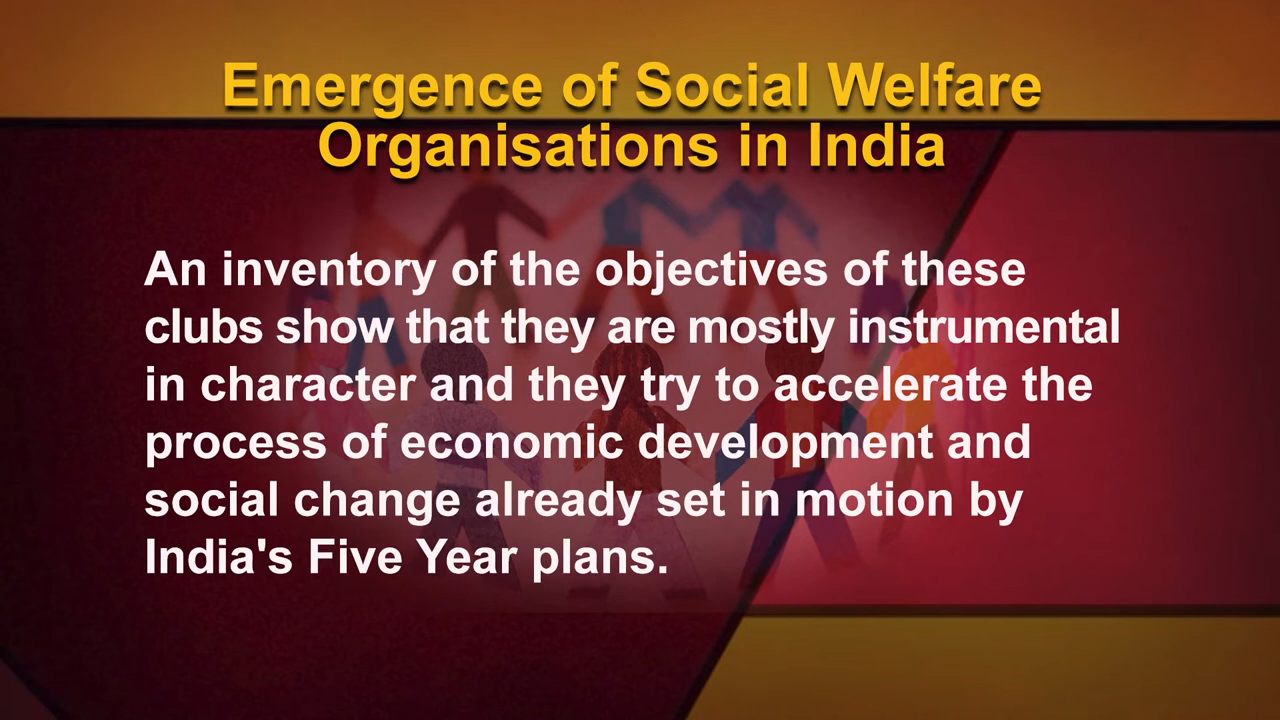 Emergence of Social Welfare
Organisations in India
An inventory of the objectives of these
clubs show that they are mostly instrumental
in character and they try to accelerate the
process of economic development and
social change already set in motion by
India's Five Year plans.